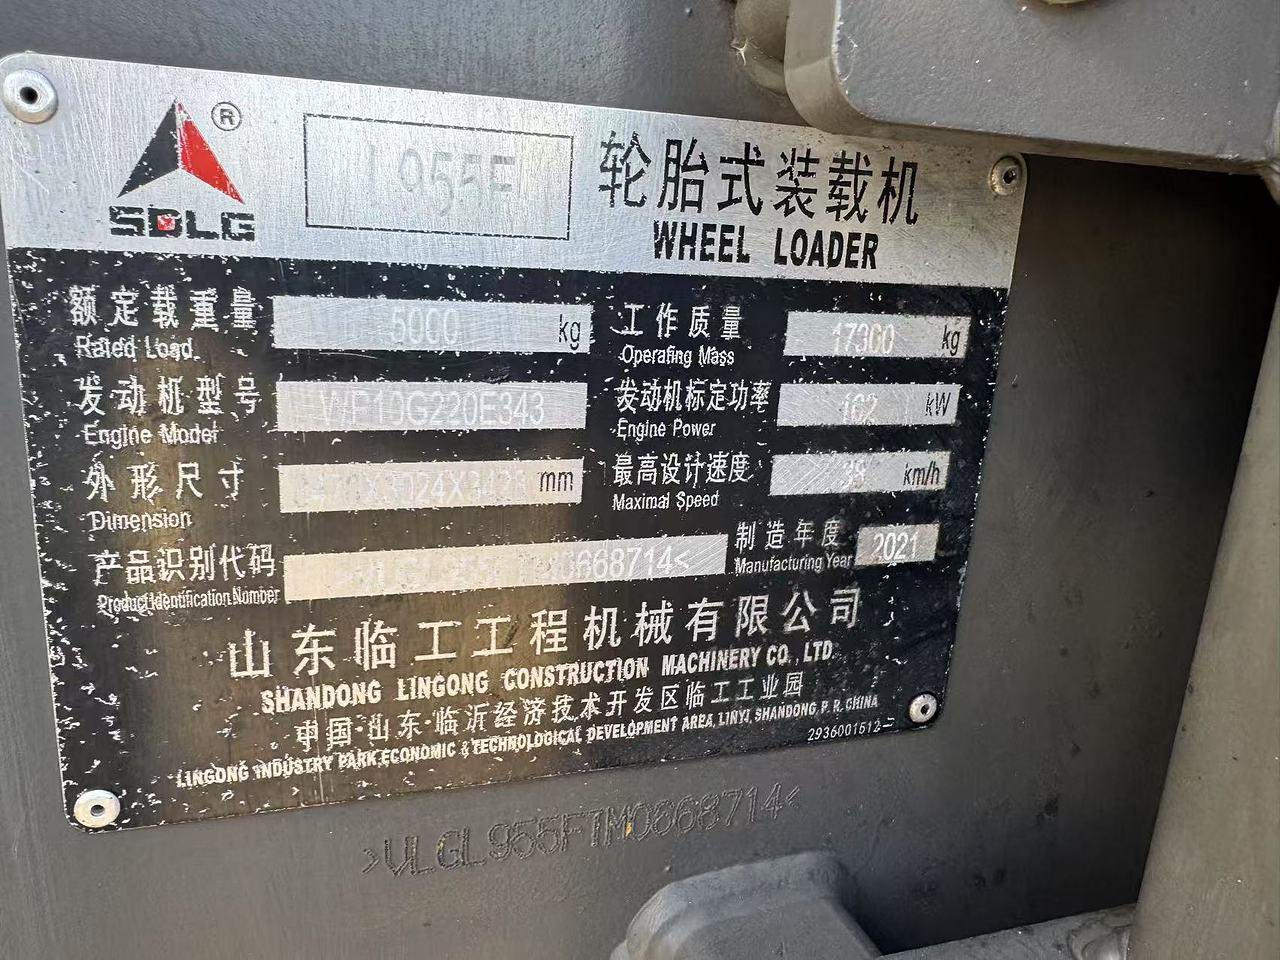 ®
SDLG
L955F
轮胎式装载机
WHEEL LOADER
额定载重量 5000 kg
Rated Load
工作质量 17360 kg
Operating Mass
发动机型号
Engine Model
发动机标定功率 162 kW
Engine Power
外形尺寸 mm
Dimension
最高设计速度 38 km/h
Maximal Speed
产品识别代码 >VLGL955FTM0668714<
Product Identification Number
制造年度 2021
Manufacturing Year
山东临工工程机械有限公司
SHANDONG LINGONG CONSTRUCTION MACHINERY CO., LTD
中国·山东·临沂经济技术开发区临工工业园
LINGONG INDUSTRY PARK,ECONOMIC & TECHNOLOGICAL DEVELOPMENT AREA, LINYI, SHANDONG, P. R. CHINA
2936001512
>VLGL955FTM0668714<